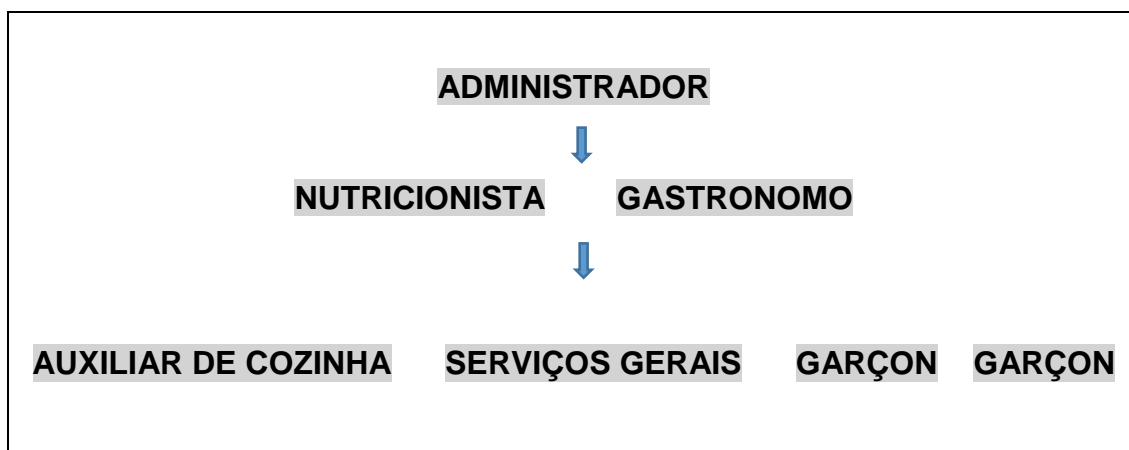 ADMINISTRADOR
NUTRICIONISTA GASTRONOMO
AUXILIAR DE COZINHA SERVIÇOS GERAIS GARÇON GARÇON